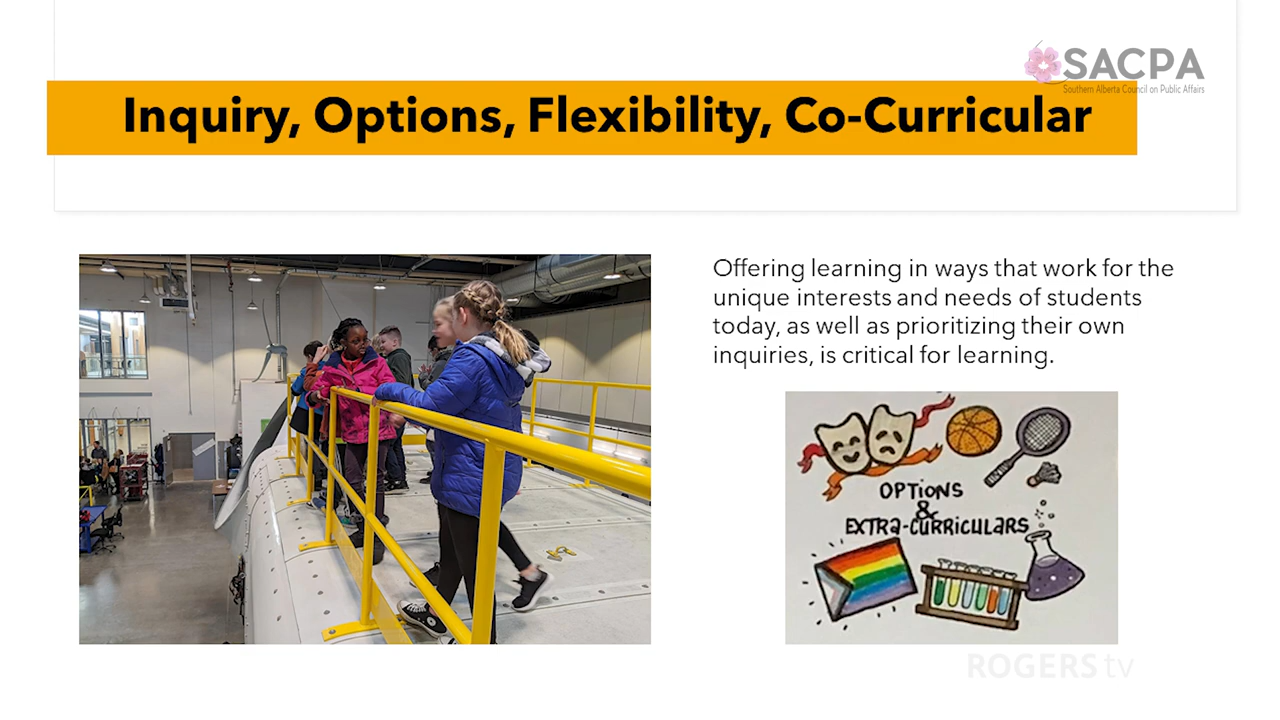 SACPA
Southern Alberta Council on Public Affairs
Inquiry, Options, Flexibility, Co-Curricular
Offering learning in ways that work for the
unique interests and needs of students
today, as well as prioritizing their own
inquiries, is critical for learning.
OPTiONS
&
EXTRA-CURRICULARS
ROGERS tv